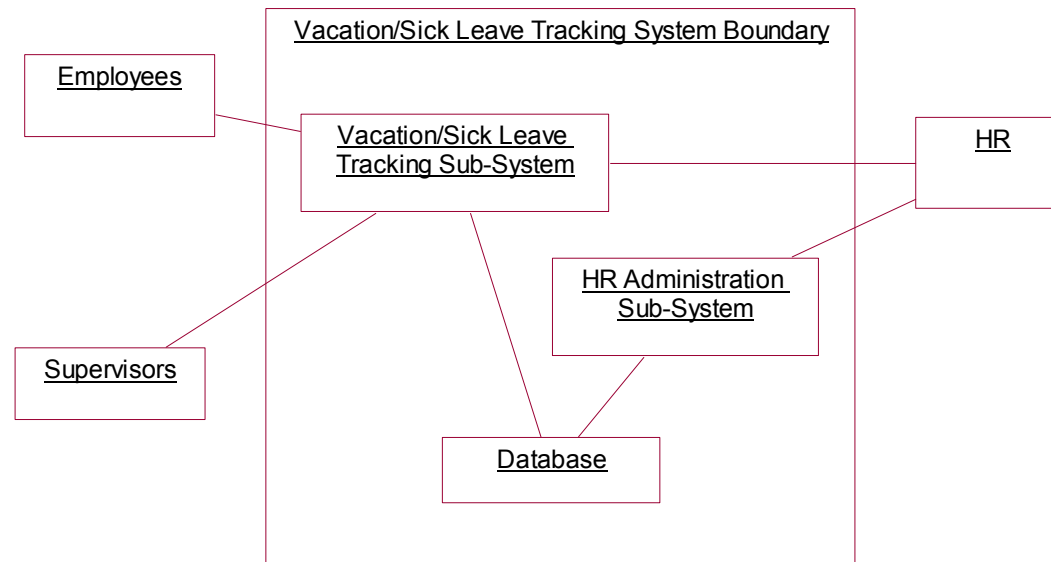 Vacation/Sick Leave Tracking System Boundary
Employees
Vacation/Sick Leave
Tracking Sub-System
HR
HR Administration
Sub-System
Supervisors
Database